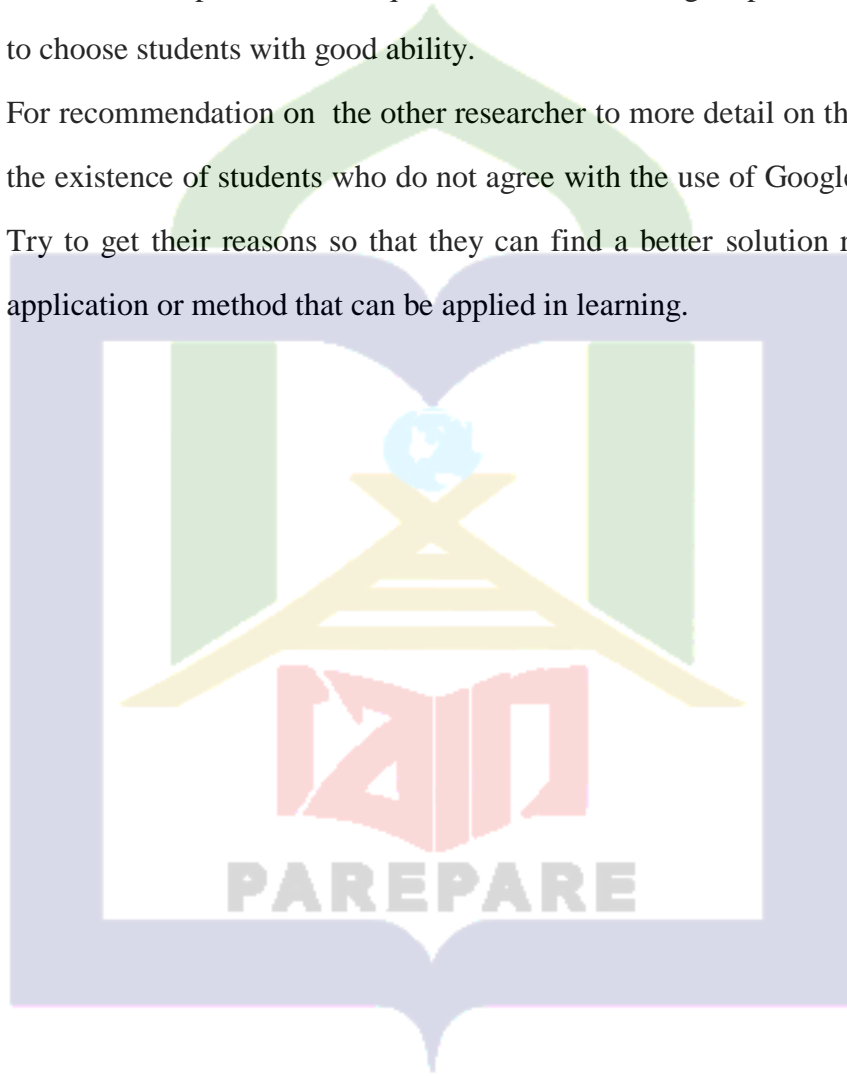 to choose students with good ability.
For recommendation on the other researcher to more detail on th
the existence of students who do not agree with the use of Google
Try to get their reasons so that they can find a better solution
application or method that can be applied in learning.
iain
PAREPARE